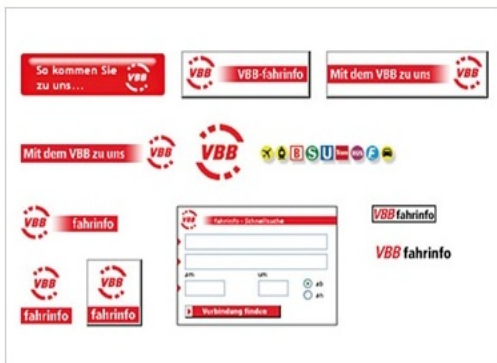 So kommen Sie
zu uns...
VBB
VBB
VBB-fahrinfo
Mit dem VBB zu uns
VBB
Mit dem VBB zu uns
VBB
VBB
B S U Tram BUS F
VBB
fahrinfo
VBB
fahrinfo - Schnellsuche
am
um
ab
an
Verbindung finden
VBB fahrinfo
VBB fahrinfo
VBB
fahrinfo
VBB
fahrinfo